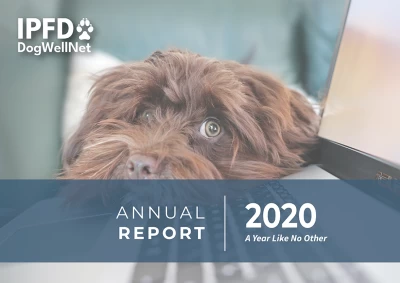 IPFD
DogWellNet
ANNUAL
REPORT
2020
A Year Like No Other